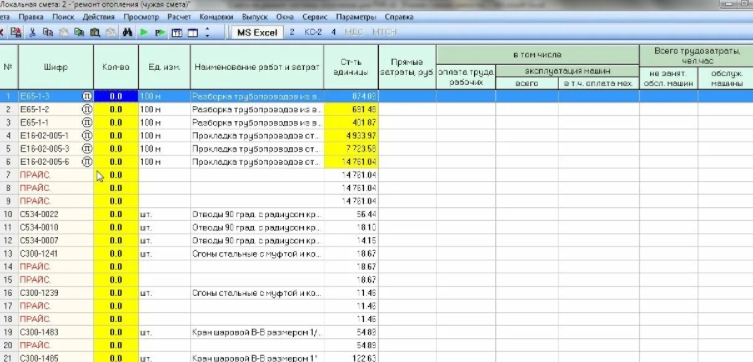 Локальная смета: 2 - "ремонт отопления (чужая смета)"
ета Правка Поиск Действия Просмотр Расчет Концовки Выпуск Окна Сервис Параметры Справка
MS Excel 2 КС-2 4 МДС МТСН
№ Шифр Кол-во Ед. изм. Наименование работ и затрат Ст-ть единицы Прямые затраты, руб в том числе Всего трудозатраты, чел.час
оплата труда рабочих эксплуатация машин не занят. обсл. машин обслуж. машины
всего в т.ч. оплата мех.
1 Е65-1-3 п 0.0 100 м Разборка трубопроводов из в... 874.09
2 Е65-1-2 п 0.0 100 м Разборка трубопроводов из в... 691.48
3 Е65-1-1 п 0.0 100 м Разборка трубопроводов из в... 401.87
4 Е16-02-005-1 п 0.0 100 м Прокладка трубопроводов ст... 4 933.97
5 Е16-02-005-3 п 0.0 100 м Прокладка трубопроводов ст... 7 723.58
6 Е16-02-005-6 п 0.0 100 м Прокладка трубопроводов ст... 14 761.04
7 ПРАЙС. 0.0 14 761.04
8 ПРАЙС. 0.0 14 761.04
9 ПРАЙС. 0.0 14 761.04
10 С534-0022 0.0 шт. Отводы 90 град. с радиусом кр... 56.44
11 С534-0018 0.0 шт. Отводы 90 град. с радиусом кр... 18.10
12 С534-0007 0.0 шт. Отводы 90 град. с радиусом кр... 14.15
13 С300-1241 0.0 шт. Сгоны стальные с муфтой и ко... 18.67
14 ПРАЙС. 0.0 18.67
15 ПРАЙС. 0.0 18.67
16 С300-1239 0.0 шт. Сгоны стальные с муфтой и ко... 11.46
17 ПРАЙС. 0.0 11.46
18 ПРАЙС. 0.0 11.46
19 С300-1483 0.0 шт. Кран шаровой В-В размером 1/... 54.89
20 ПРАЙС. 0.0 54.89
21 С300-1485 0.0 шт. Кран шаровой В-В размером 1" 122.63